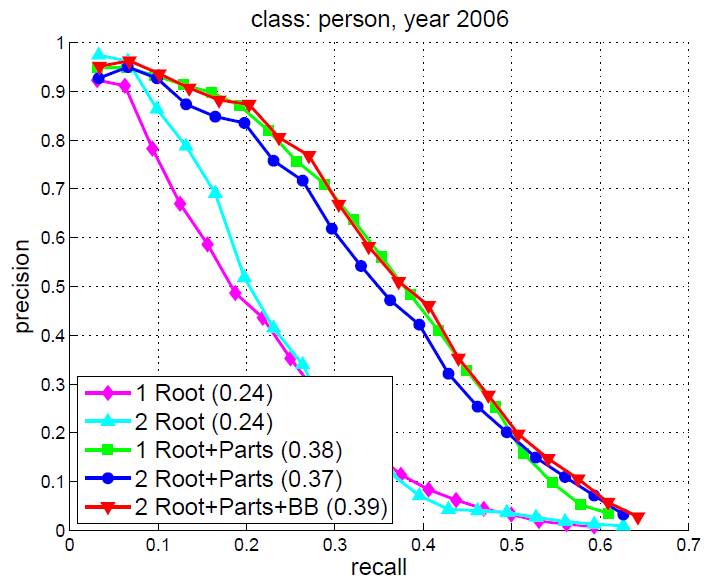 class: person, year 2006
precision
1
0.9
0.8
0.7
0.6
0.5
0.4
0.3
0.2
0.1
0
1 Root (0.24)
2 Root (0.24)
1 Root+Parts (0.38)
2 Root+Parts (0.37)
2 Root+Parts+BB (0.39)
0 0.1 0.2 0.3 0.4 0.5 0.6 0.7
recall